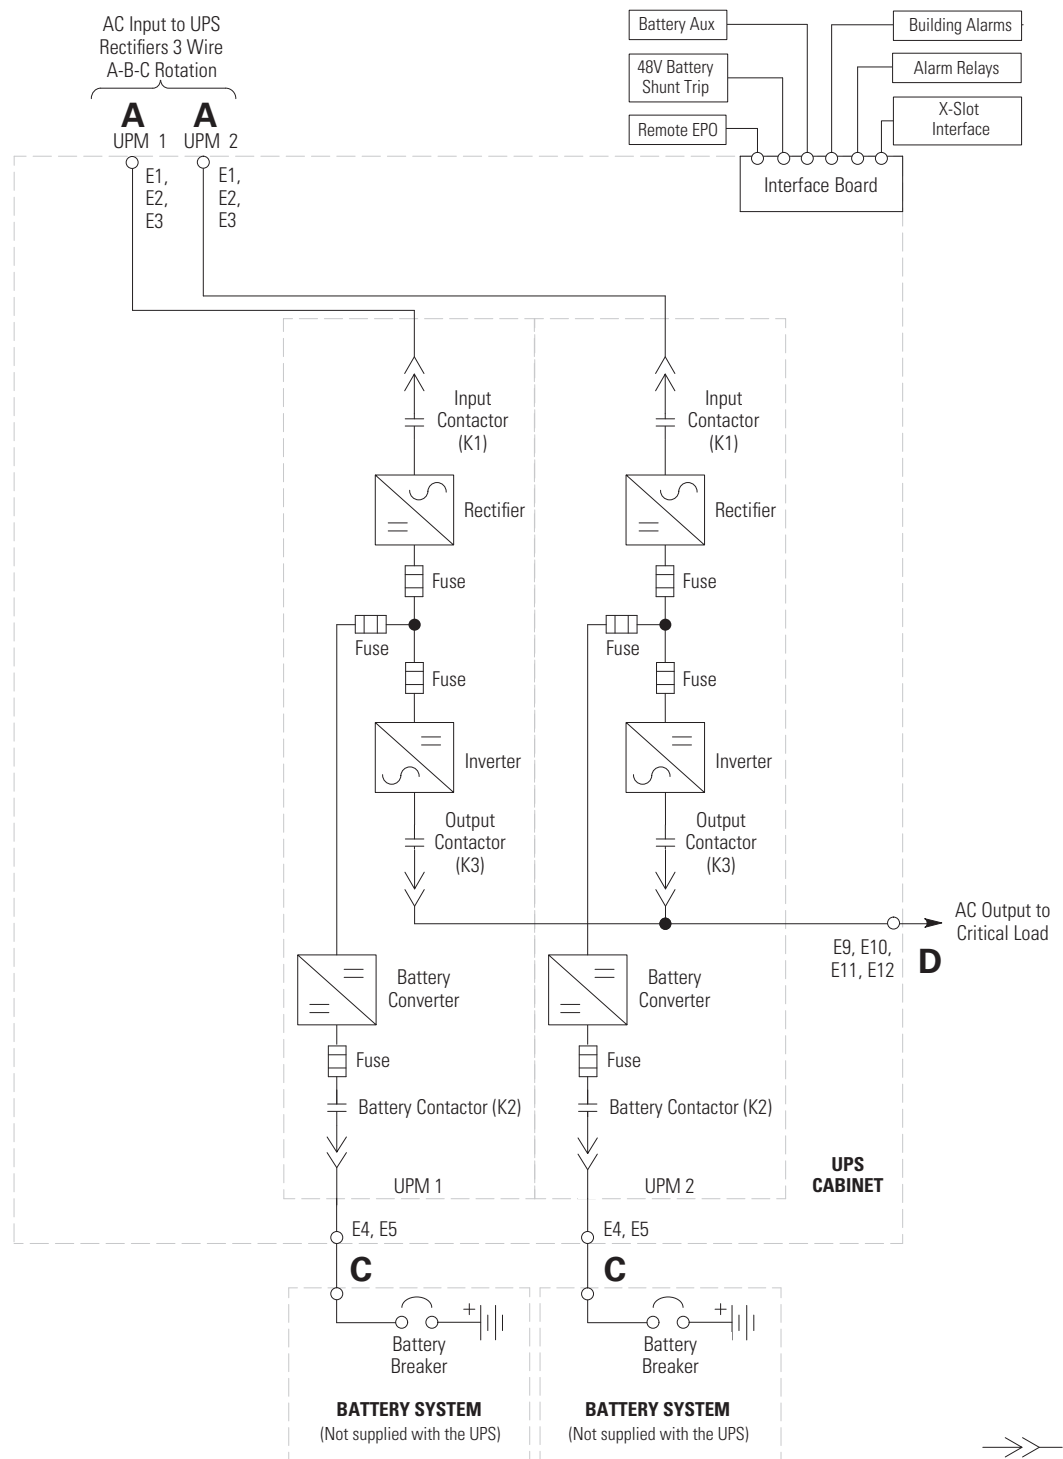 AC Input to UPS
Rectifiers 3 Wire
A-B-C Rotation
A
UPM 1
A
UPM 2
E1,
E2,
E3
E1,
E2,
E3
Battery Aux
48V Battery
Shunt Trip
Remote EPO
Building Alarms
Alarm Relays
X-Slot
Interface
Interface Board
Input
Contactor
(K1)
Input
Contactor
(K1)
Rectifier
Rectifier
Fuse
Fuse
Fuse
Fuse
Fuse
Fuse
Inverter
Inverter
Output
Contactor
(K3)
Output
Contactor
(K3)
AC Output to
Critical Load
E9, E10,
E11, E12
D
Battery
Converter
Battery
Converter
Fuse
Fuse
Battery Contactor (K2)
Battery Contactor (K2)
UPM 1
UPM 2
UPS
CABINET
E4, E5
E4, E5
C
C
+
+
Battery
Breaker
Battery
Breaker
BATTERY SYSTEM
(Not supplied with the UPS)
BATTERY SYSTEM
(Not supplied with the UPS)